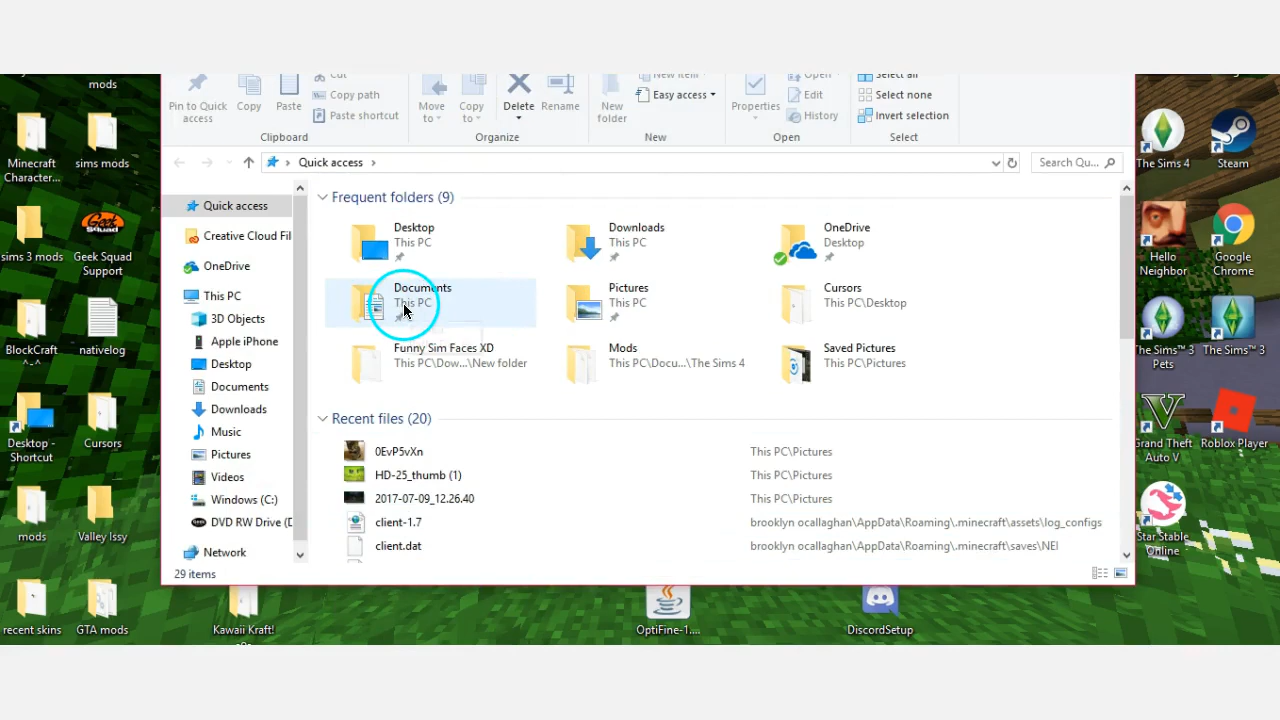 mods
Minecraft
Character...
sims mods
sims 3 mods
Geek Squad
Geek Squad
Support
BlockCraft
^-^
nativelog
Desktop -
Shortcut
Cursors
mods
Valley Issy
recent skins
GTA mods
Kawaii Kraft!
Pin to Quick
access
Copy
Paste
Cut
Copy path
Paste shortcut
Clipboard
Move
to
Copy
to
Delete
Rename
Organize
New
folder
New item
Easy access
New
Properties
Open
Edit
History
Open
Select all
Select none
Invert selection
Select
Quick access
Search Qu...
Quick access
Creative Cloud Fil
OneDrive
This PC
3D Objects
Apple iPhone
Desktop
Documents
Downloads
Music
Pictures
Videos
Windows (C:)
DVD RW Drive (D
Network
Frequent folders (9)
Desktop
This PC
Downloads
This PC
OneDrive
Desktop
Documents
This PC
Pictures
This PC
Cursors
This PC\Desktop
Funny Sim Faces XD
This PC\Dow...\New folder
Mods
This PC\Docu...\The Sims 4
Saved Pictures
This PC\Pictures
Recent files (20)
0EvP5vXn This PC\Pictures
HD-25_thumb (1) This PC\Pictures
2017-07-09_12.26.40 This PC\Pictures
client-1.7 brooklyn ocallaghan\AppData\Roaming\.minecraft\assets\log_configs
client.dat brooklyn ocallaghan\AppData\Roaming\.minecraft\saves\NEI
29 items
The Sims 4
Steam
Hello
Neighbor
Google
Chrome
The Sims™ 3
Pets
The Sims™ 3
Grand Theft
Auto V
Roblox Player
Star Stable
Online
OptiFine-1....
DiscordSetup